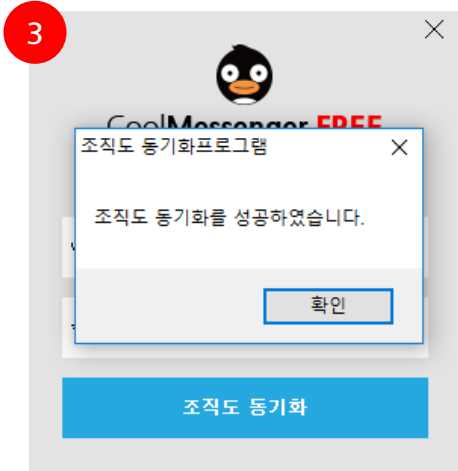 3
CoolMessenger FREE
조직도 동기화프로그램
조직도 동기화를 성공하였습니다.
확인
조직도 동기화